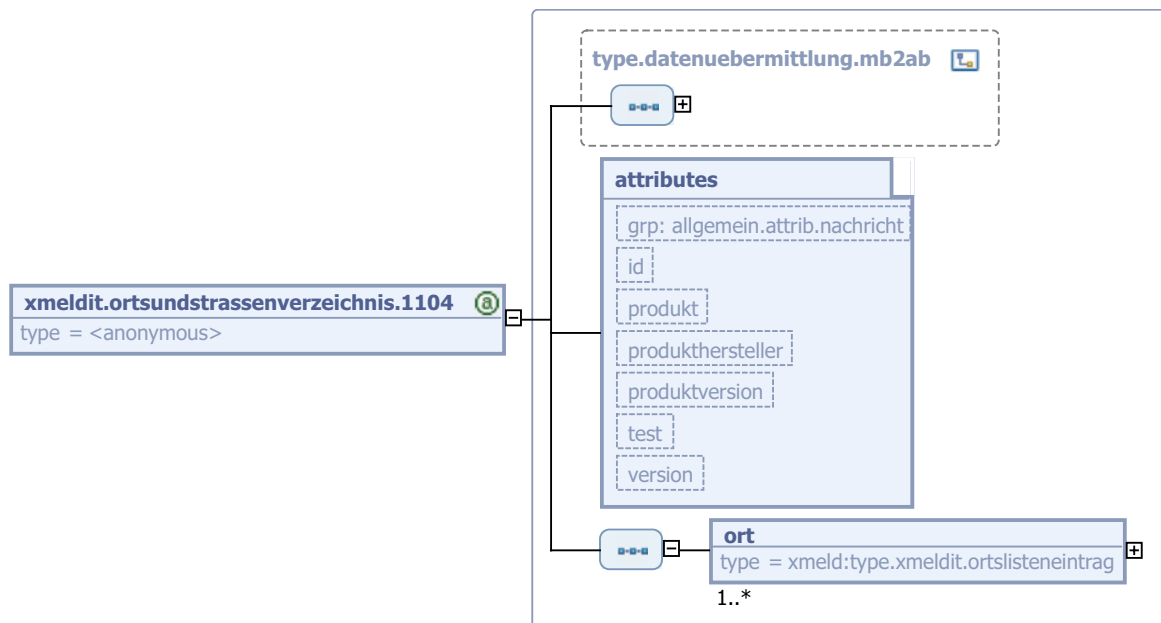 type.datenuebermittlung.mb2ab
attributes
grp: allgemein.attrib.nachricht
id
xmeldit.ortsundstrassenverzeichnis.1104
type = <anonymous>
produkt
produkthersteller
produktversion
test
version
ort
type = xmeld:type.xmeldit.ortslisteneintrag
1..*